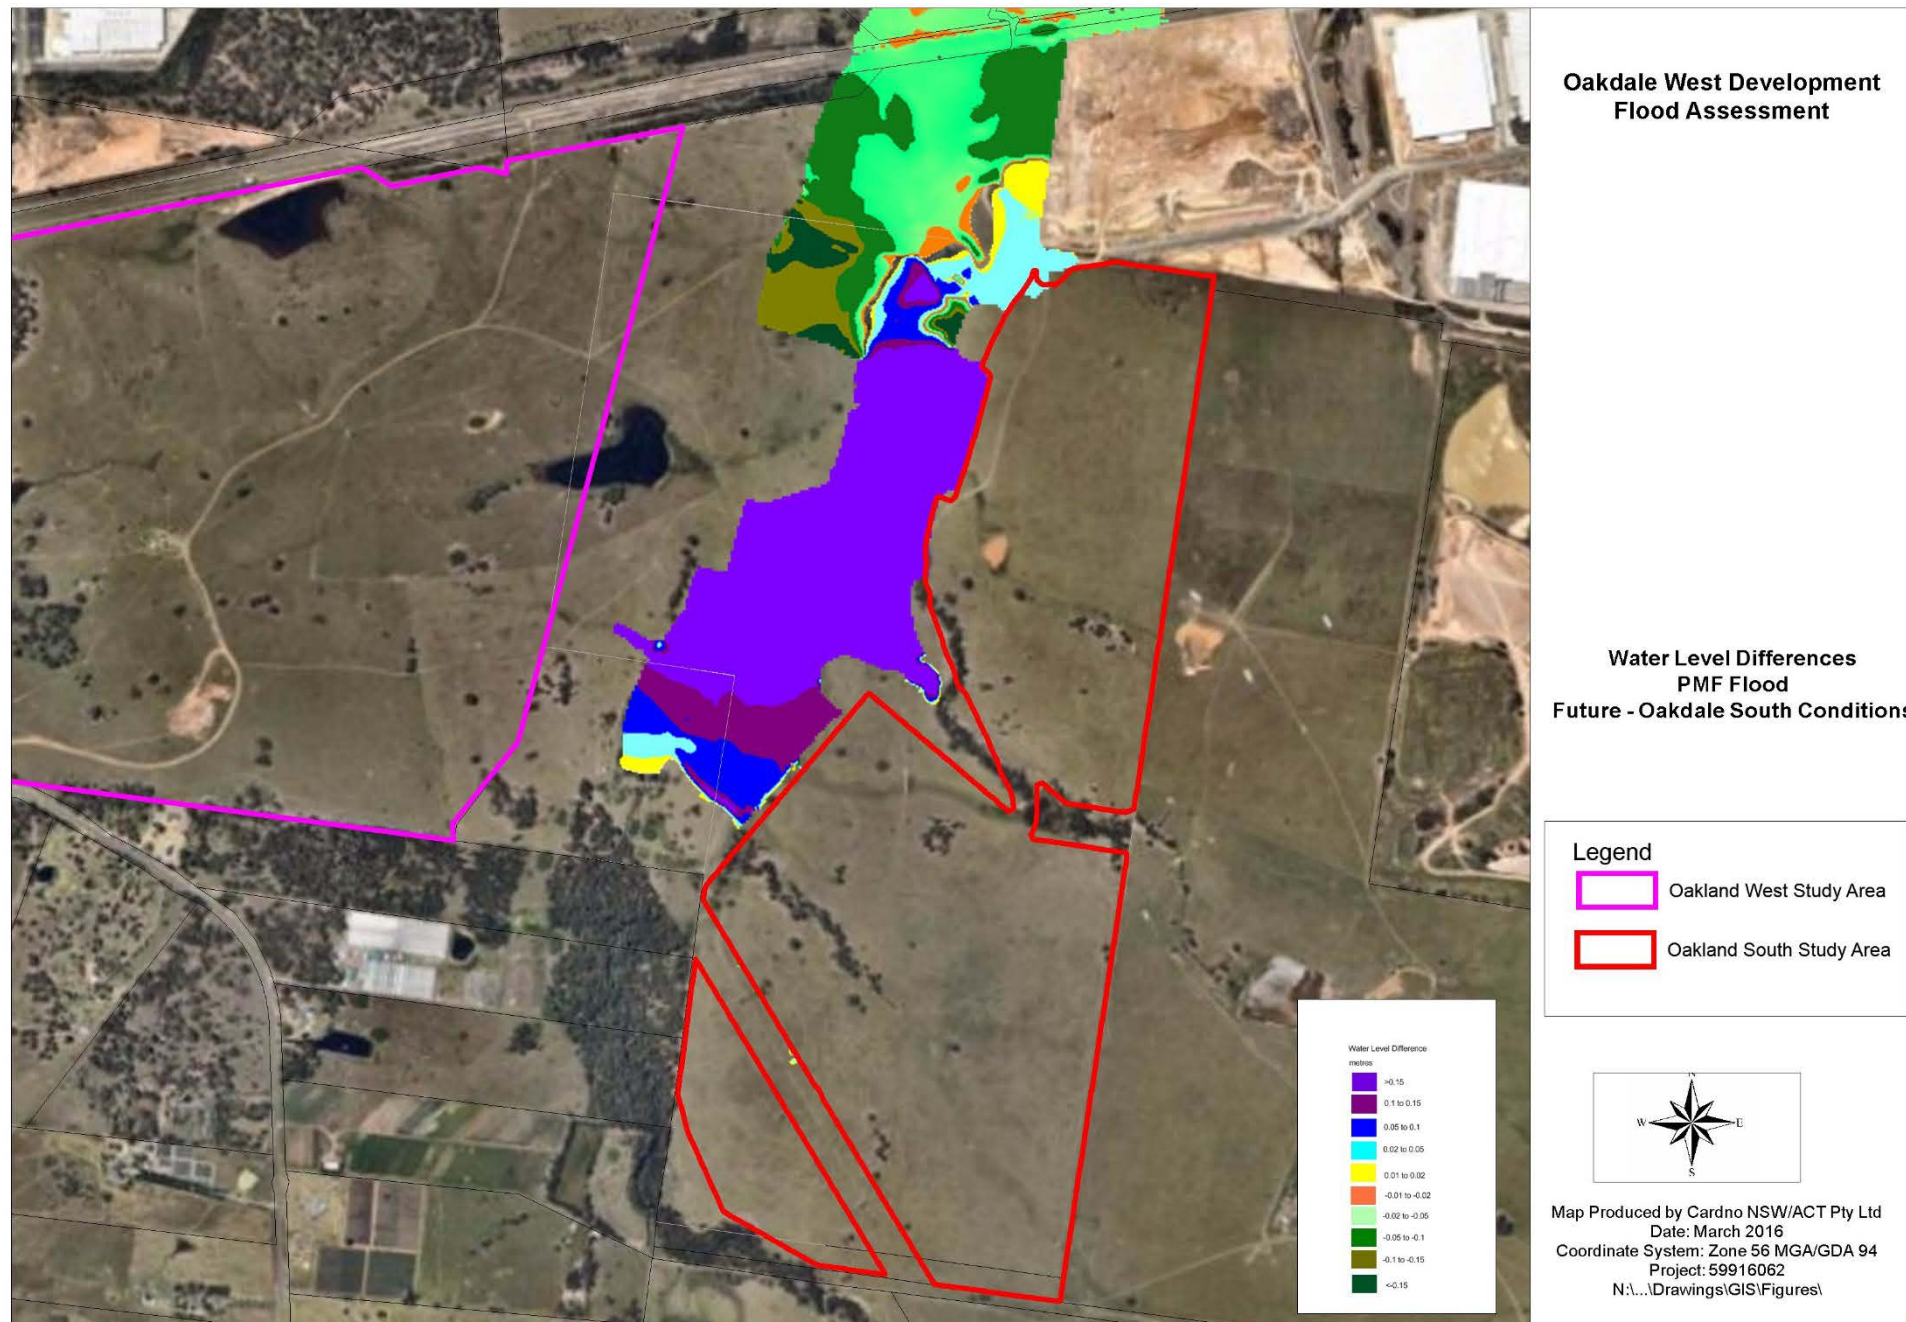 Oakdale West Development
Flood Assessment
Water Level Differences
PMF Flood
Future - Oakdale South Conditions
Legend
Oakland West Study Area
Oakland South Study Area
Water Level Difference
metres
>0.15
0.1 to 0.15
0.05 to 0.1
0.02 to 0.05
0.01 to 0.02
-0.01 to -0.02
-0.02 to -0.05
-0.05 to -0.1
-0.1 to -0.15
<-0.15
N
W E
S
Map Produced by Cardno NSW/ACT Pty Ltd
Date: March 2016
Coordinate System: Zone 56 MGA/GDA 94
Project: 59916062
N:\...\Drawings\GIS\Figures\